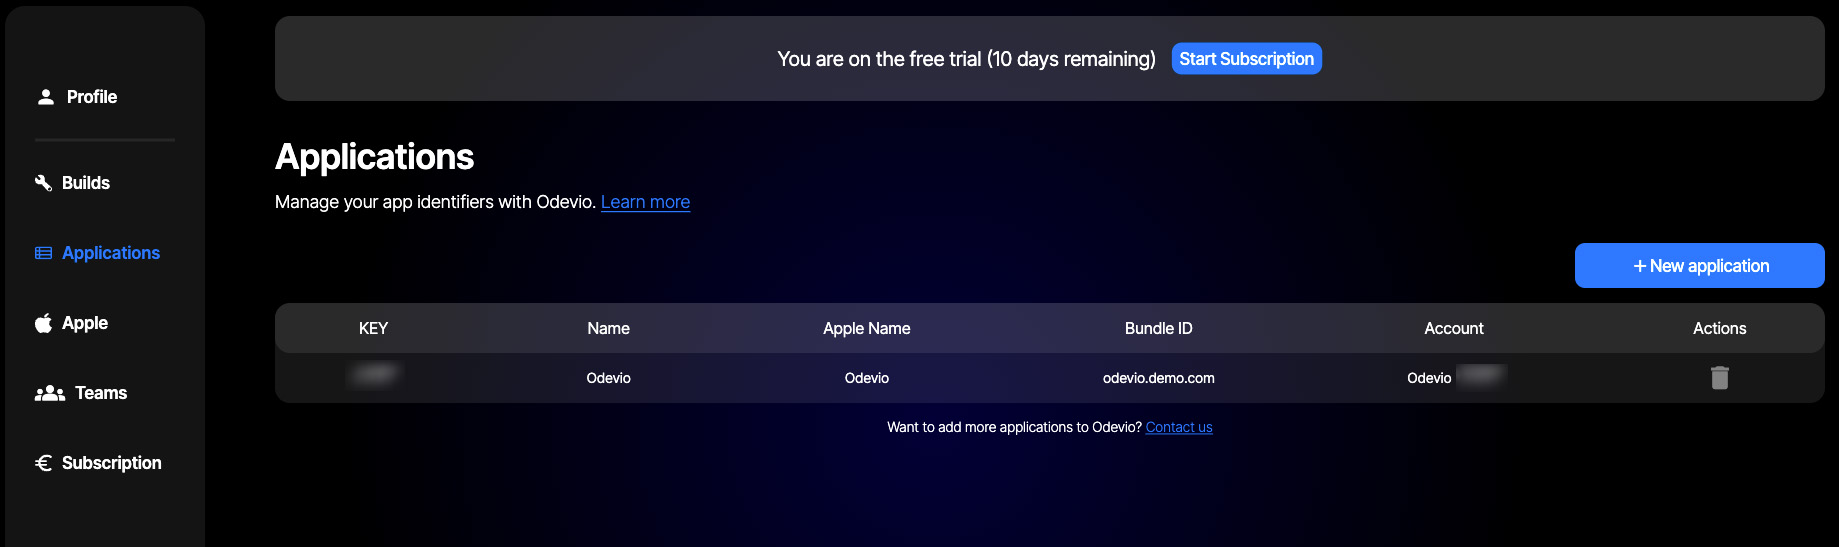 You are on the free trial (10 days remaining) Start Subscription
Profile
Builds
Applications
Apple
Teams
Subscription
Applications
Manage your app identifiers with Odevio. Learn more
+ New application
KEY Name Apple Name Bundle ID Account Actions
Odevio Odevio odevio.demo.com Odevio
Want to add more applications to Odevio? Contact us